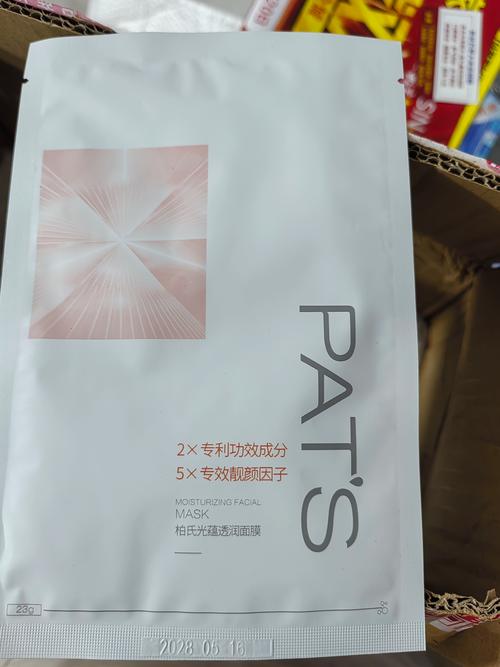 PAT'S
2×专利功效成分
5×专效靓颜因子
MOISTURIZING FACIAL
MASK
柏氏光蕴透润面膜
23g
2028 05 16